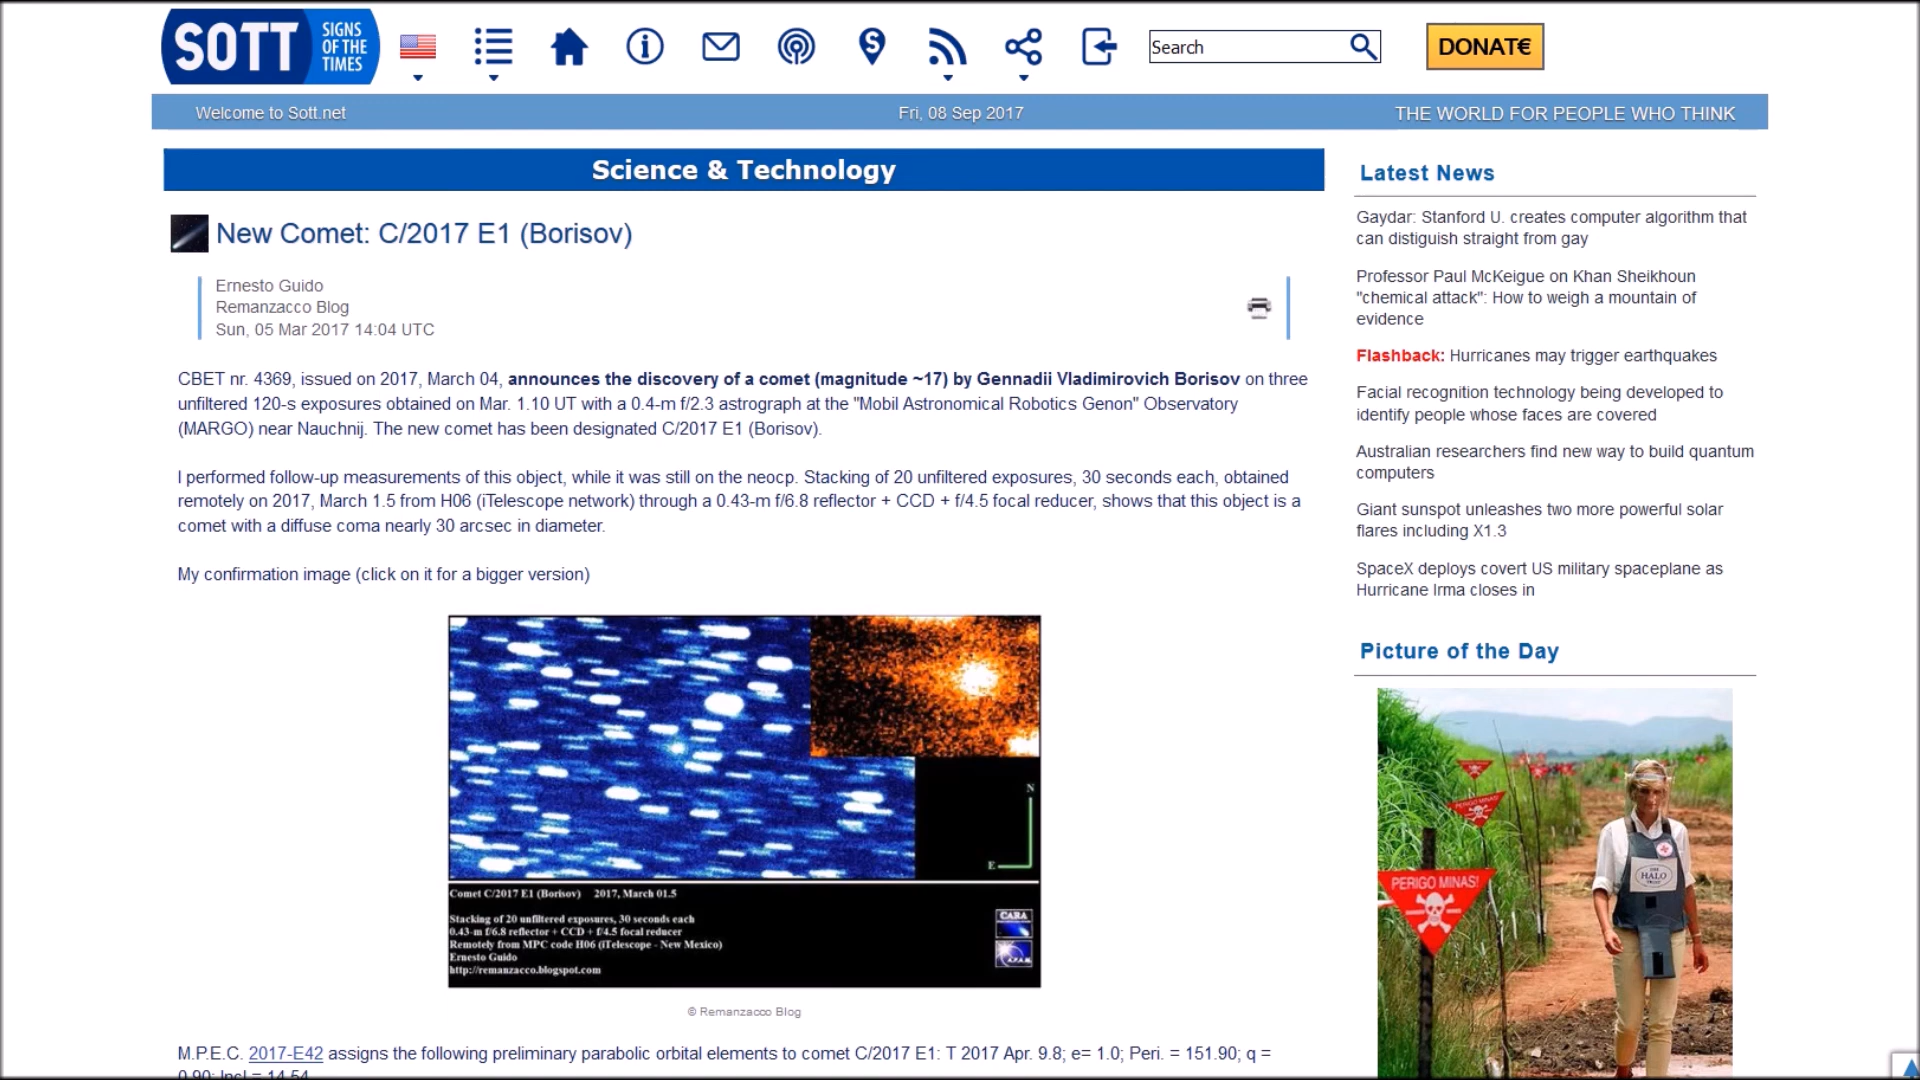 SOTT
SIGNS
OF THE
TIMES
Search
DONAT€
Welcome to Sott.net
Fri, 08 Sep 2017
THE WORLD FOR PEOPLE WHO THINK
Science & Technology
New Comet: C/2017 E1 (Borisov)
Ernesto Guido
Remanzacco Blog
Sun, 05 Mar 2017 14:04 UTC
CBET nr. 4369, issued on 2017, March 04, announces the discovery of a comet (magnitude ~17) by Gennadii Vladimirovich Borisov on three
unfiltered 120-s exposures obtained on Mar. 1.10 UT with a 0.4-m f/2.3 astrograph at the "Mobil Astronomical Robotics Genon" Observatory
(MARGO) near Nauchnij. The new comet has been designated C/2017 E1 (Borisov).
I performed follow-up measurements of this object, while it was still on the neocp. Stacking of 20 unfiltered exposures, 30 seconds each, obtained
remotely on 2017, March 1.5 from H06 (iTelescope network) through a 0.43-m f/6.8 reflector + CCD + f/4.5 focal reducer, shows that this object is a
comet with a diffuse coma nearly 30 arcsec in diameter.
My confirmation image (click on it for a bigger version)
N
E
Comet C/2017 E1 (Borisov) 2017, March 01.5
Stacking of 20 unfiltered exposures, 30 seconds each
0.43-m f/6.8 reflector + CCD + f/4.5 focal reducer
Remotely from MPC code H06 (iTelescope - New Mexico)
Ernesto Guido
http://remanzacco.blogspot.com
CARA
© Remanzacco Blog
M.P.E.C. 2017-E42 assigns the following preliminary parabolic orbital elements to comet C/2017 E1: T 2017 Apr. 9.8; e= 1.0; Peri. = 151.90; q =
0.90; Incl = 14.54
Latest News
Gaydar: Stanford U. creates computer algorithm that
can distiguish straight from gay
Professor Paul McKeigue on Khan Sheikhoun
"chemical attack": How to weigh a mountain of
evidence
Flashback: Hurricanes may trigger earthquakes
Facial recognition technology being developed to
identify people whose faces are covered
Australian researchers find new way to build quantum
computers
Giant sunspot unleashes two more powerful solar
flares including X1.3
SpaceX deploys covert US military spaceplane as
Hurricane Irma closes in
Picture of the Day
PERIGO MINAS!
PERIGO MINAS!
THE
HALO
TRUST